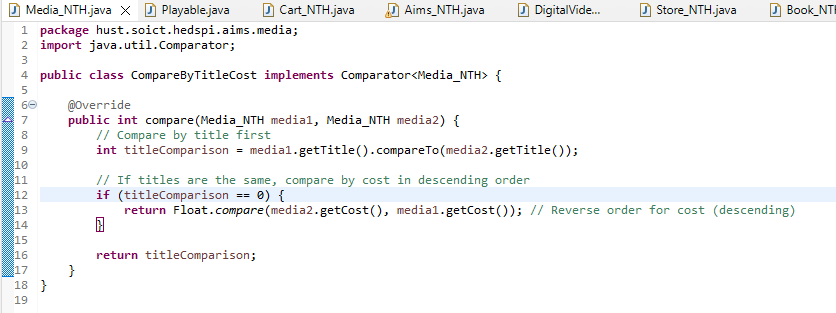 Media_NTH.java Playable.java Cart_NTH.java Aims_NTH.java DigitalVide... Store_NTH.java Book_NTH
1 package hust.soict.hedspi.aims.media;
2 import java.util.Comparator;
3
4 public class CompareByTitleCost implements Comparator<Media_NTH> {
5
6 @Override
7 public int compare(Media_NTH media1, Media_NTH media2) {
8 // Compare by title first
9 int titleComparison = media1.getTitle().compareTo(media2.getTitle());
10
11 // If titles are the same, compare by cost in descending order
12 if (titleComparison == 0) {
13 return Float.compare(media2.getCost(), media1.getCost()); // Reverse order for cost (descending)
14 }
15
16 return titleComparison;
17 }
18 }
19